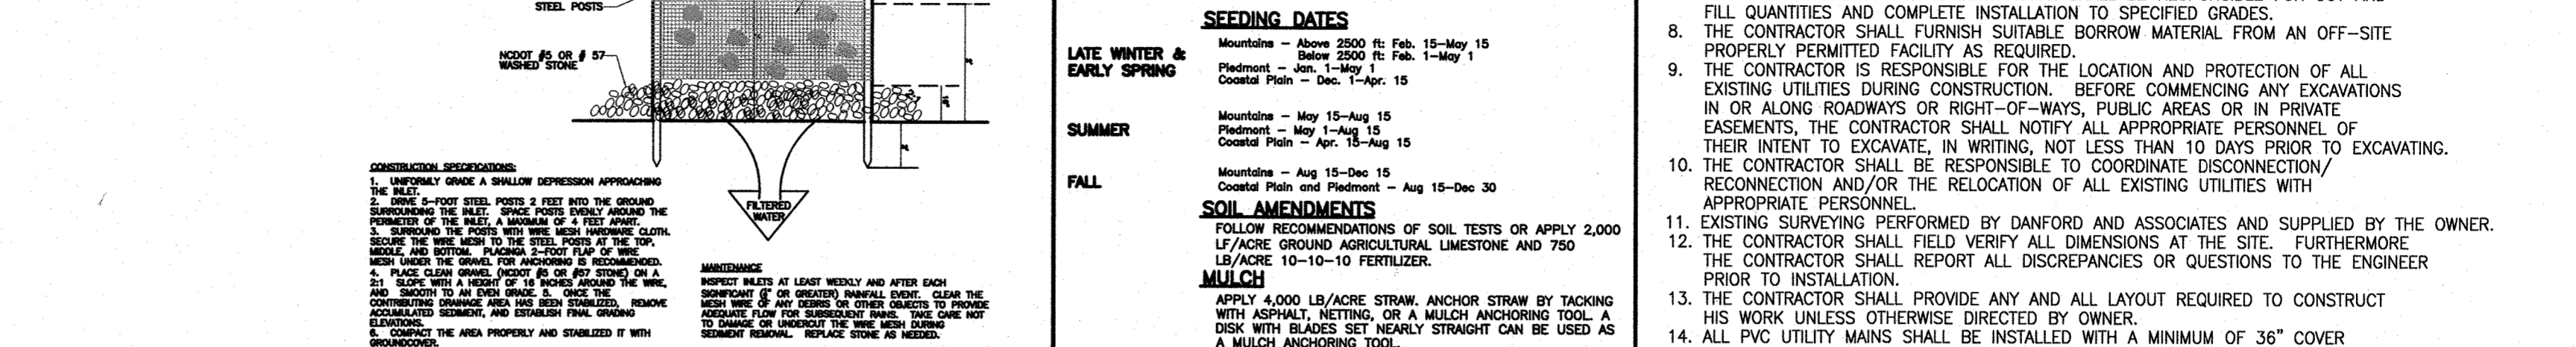 STEEL POSTS
NCDOT #5 OR # 57
WASHED STONE
2'
16"
2'
FILTERED
WATER
CONSTRUCTION SPECIFICATIONS:
1. UNIFORMLY GRADE A SHALLOW DEPRESSION APPROACHING
THE INLET.
2. DRIVE 5-FOOT STEEL POSTS 2 FEET INTO THE GROUND
SURROUNDING THE INLET. SPACE POSTS EVENLY AROUND THE
PERIMETER OF THE INLET, A MAXIMUM OF 4 FEET APART.
3. SURROUND THE POSTS WITH WIRE MESH HARDWARE CLOTH.
SECURE THE WIRE MESH TO THE STEEL POSTS AT THE TOP,
MIDDLE, AND BOTTOM. PLACINGA 2-FOOT FLAP OF WIRE
MESH UNDER THE GRAVEL FOR ANCHORING IS RECOMMENDED.
4. PLACE CLEAN GRAVEL (NCDOT #5 OR #57 STONE) ON A
2:1 SLOPE WITH A HEIGHT OF 16 INCHES AROUND THE WIRE,
AND SMOOTH TO AN EVEN GRADE. 5. ONCE THE
CONTRIBUTING DRAINAGE AREA HAS BEEN STABILIZED, REMOVE
ACCUMULATED SEDIMENT, AND ESTABLISH FINAL GRADING
ELEVATIONS.
6. COMPACT THE AREA PROPERLY AND STABILIZED IT WITH
GROUNDCOVER.
MAINTENANCE
INSPECT INLETS AT LEAST WEEKLY AND AFTER EACH
SIGNIFICANT ( OR GREATER) RAINFALL EVENT. CLEAR THE
MESH WIRE OF ANY DEBRIS OR OTHER OBJECTS TO PROVIDE
ADEQUATE FLOW FOR SUBSEQUENT RAINS. TAKE CARE NOT
TO DAMAGE OR UNDERCUT THE WIRE MESH DURING
SEDIMENT REMOVAL. REPLACE STONE AS NEEDED.
SEEDING DATES
LATE WINTER &
EARLY SPRING
Mountains - Above 2500 ft: Feb. 15-May 15
Below 2500 ft: Feb. 1-May 1
Piedmont - Jan. 1-May 1
Coastal Plain - Dec. 1-Apr. 15
SUMMER
Mountains - May 15-Aug 15
Piedmont - May 1-Aug 15
Coastal Plain - Apr. 15-Aug 15
FALL
Mountains - Aug 15-Dec 15
Coastal Plain and Piedmont - Aug 15-Dec 30
SOIL AMENDMENTS
FOLLOW RECOMMENDATIONS OF SOIL TESTS OR APPLY 2,000
LF/ACRE GROUND AGRICULTURAL LIMESTONE AND 750
LB/ACRE 10-10-10 FERTILIZER.
MULCH
APPLY 4,000 LB/ACRE STRAW. ANCHOR STRAW BY TACKING
WITH ASPHALT, NETTING, OR A MULCH ANCHORING TOOL. A
DISK WITH BLADES SET NEARLY STRAIGHT CAN BE USED AS
A MULCH ANCHORING TOOL.
FILL QUANTITIES AND COMPLETE INSTALLATION TO SPECIFIED GRADES.
8. THE CONTRACTOR SHALL FURNISH SUITABLE BORROW MATERIAL FROM AN OFF-SITE
PROPERLY PERMITTED FACILITY AS REQUIRED.
9. THE CONTRACTOR IS RESPONSIBLE FOR THE LOCATION AND PROTECTION OF ALL
EXISTING UTILITIES DURING CONSTRUCTION. BEFORE COMMENCING ANY EXCAVATIONS
IN OR ALONG ROADWAYS OR RIGHT-OF-WAYS, PUBLIC AREAS OR IN PRIVATE
EASEMENTS, THE CONTRACTOR SHALL NOTIFY ALL APPROPRIATE PERSONNEL OF
THEIR INTENT TO EXCAVATE, IN WRITING, NOT LESS THAN 10 DAYS PRIOR TO EXCAVATING.
10. THE CONTRACTOR SHALL BE RESPONSIBLE TO COORDINATE DISCONNECTION/
RECONNECTION AND/OR THE RELOCATION OF ALL EXISTING UTILITIES WITH
APPROPRIATE PERSONNEL.
11. EXISTING SURVEYING PERFORMED BY DANFORD AND ASSOCIATES AND SUPPLIED BY THE OWNER.
12. THE CONTRACTOR SHALL FIELD VERIFY ALL DIMENSIONS AT THE SITE. FURTHERMORE
THE CONTRACTOR SHALL REPORT ALL DISCREPANCIES OR QUESTIONS TO THE ENGINEER
PRIOR TO INSTALLATION.
13. THE CONTRACTOR SHALL PROVIDE ANY AND ALL LAYOUT REQUIRED TO CONSTRUCT
HIS WORK UNLESS OTHERWISE DIRECTED BY OWNER.
14. ALL PVC UTILITY MAINS SHALL BE INSTALLED WITH A MINIMUM OF 36" COVER